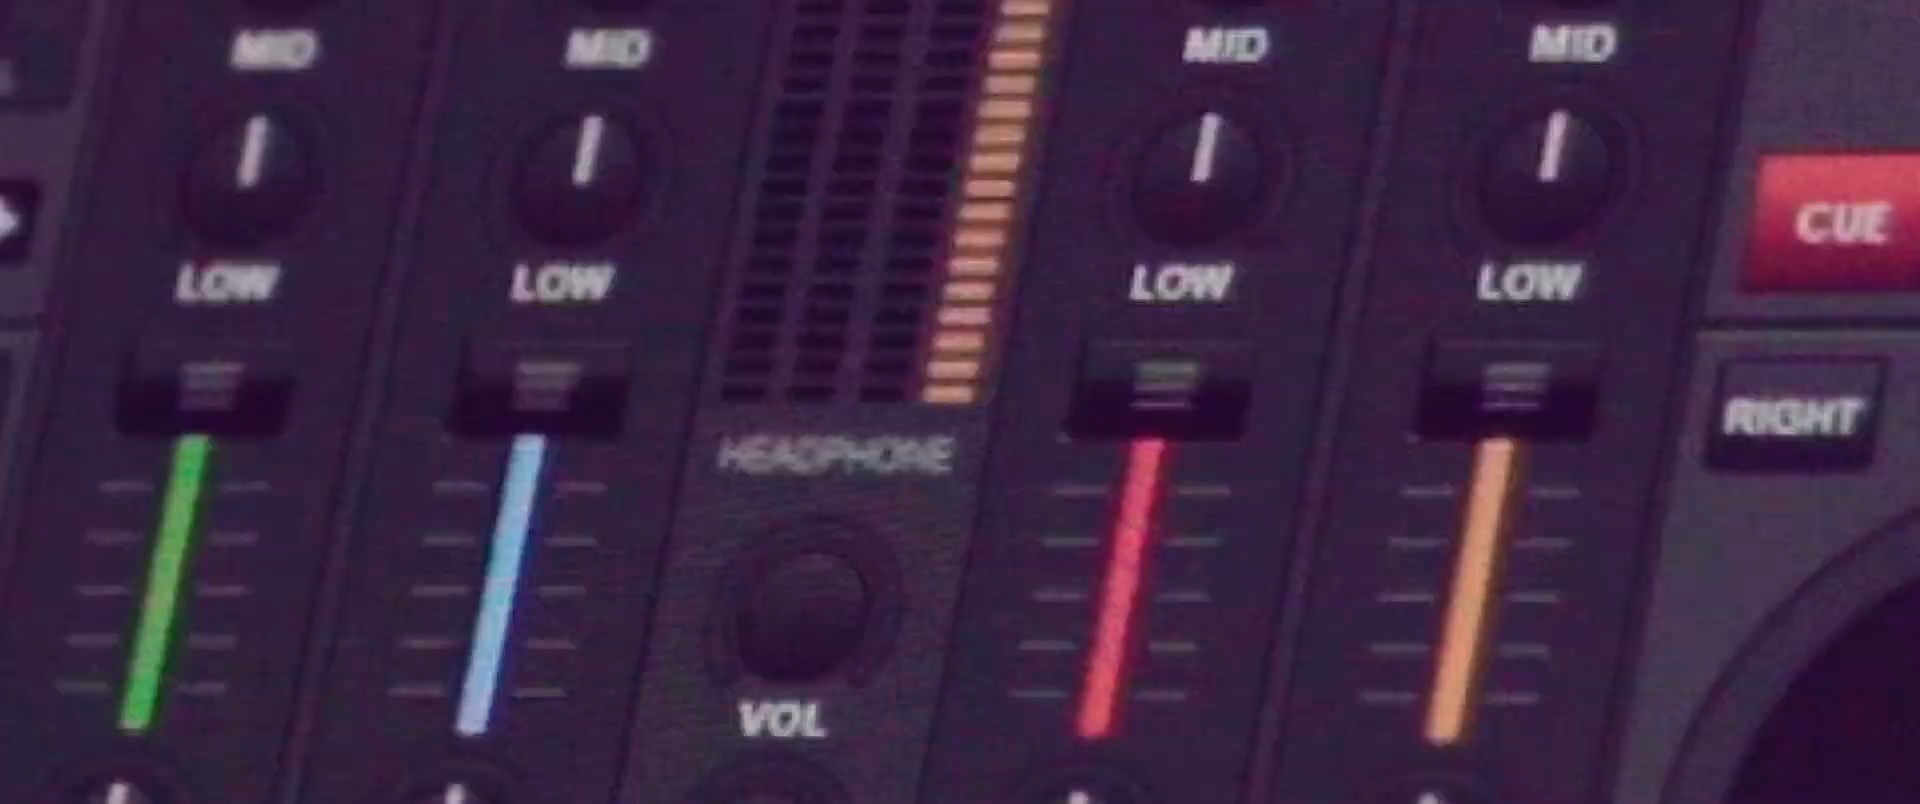 MID MID MID MID
LOW LOW LOW LOW
CUE
RIGHT
HEADPHONE
VOL